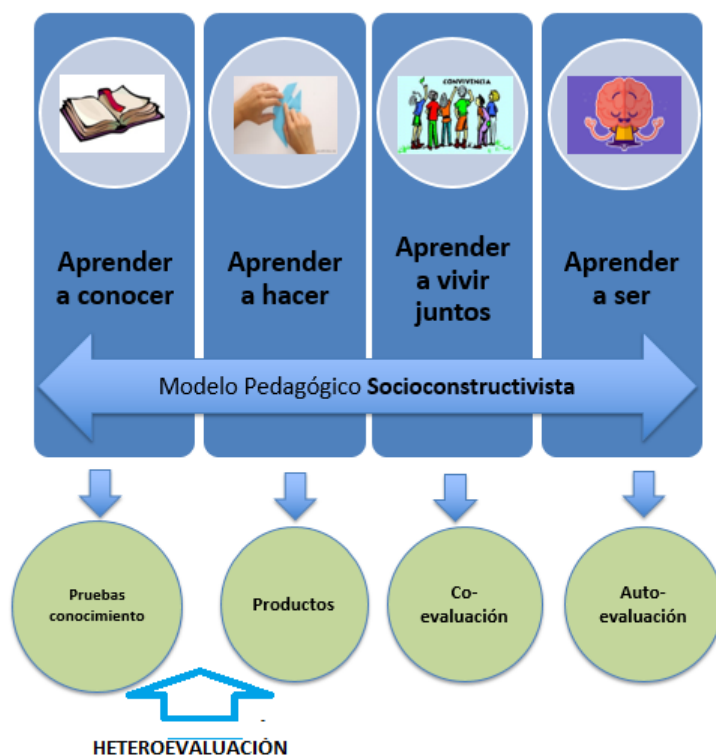 CONVIVENCIA
Aprender
a conocer
Aprender
a hacer
Aprender
a vivir
juntos
Aprender
a ser
Modelo Pedagógico Socioconstructivista
Pruebas
conocimiento
Productos
Co-
evaluación
Auto-
evaluación
HETEROEVALUACIÓN